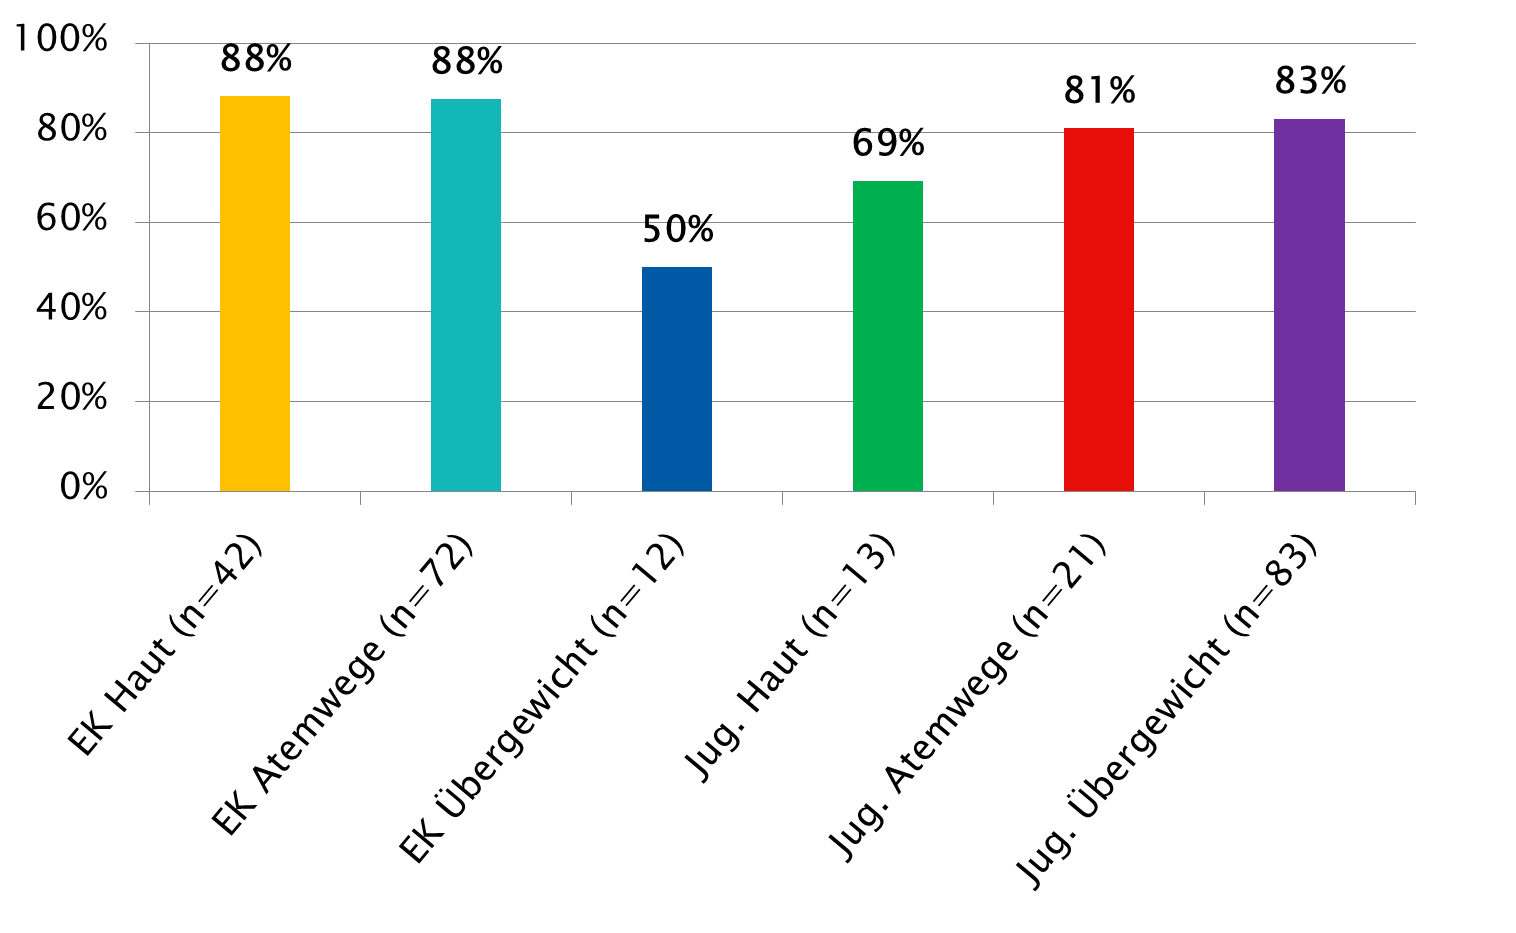 100%
80%
60%
40%
20%
0%
88%
88%
50%
69%
81%
83%
EK Haut (n=42)
EK Atemwege (n=72)
EK Übergewicht (n=12)
Jug. Haut (n=13)
Jug. Atemwege (n=21)
Jug. Übergewicht (n=83)